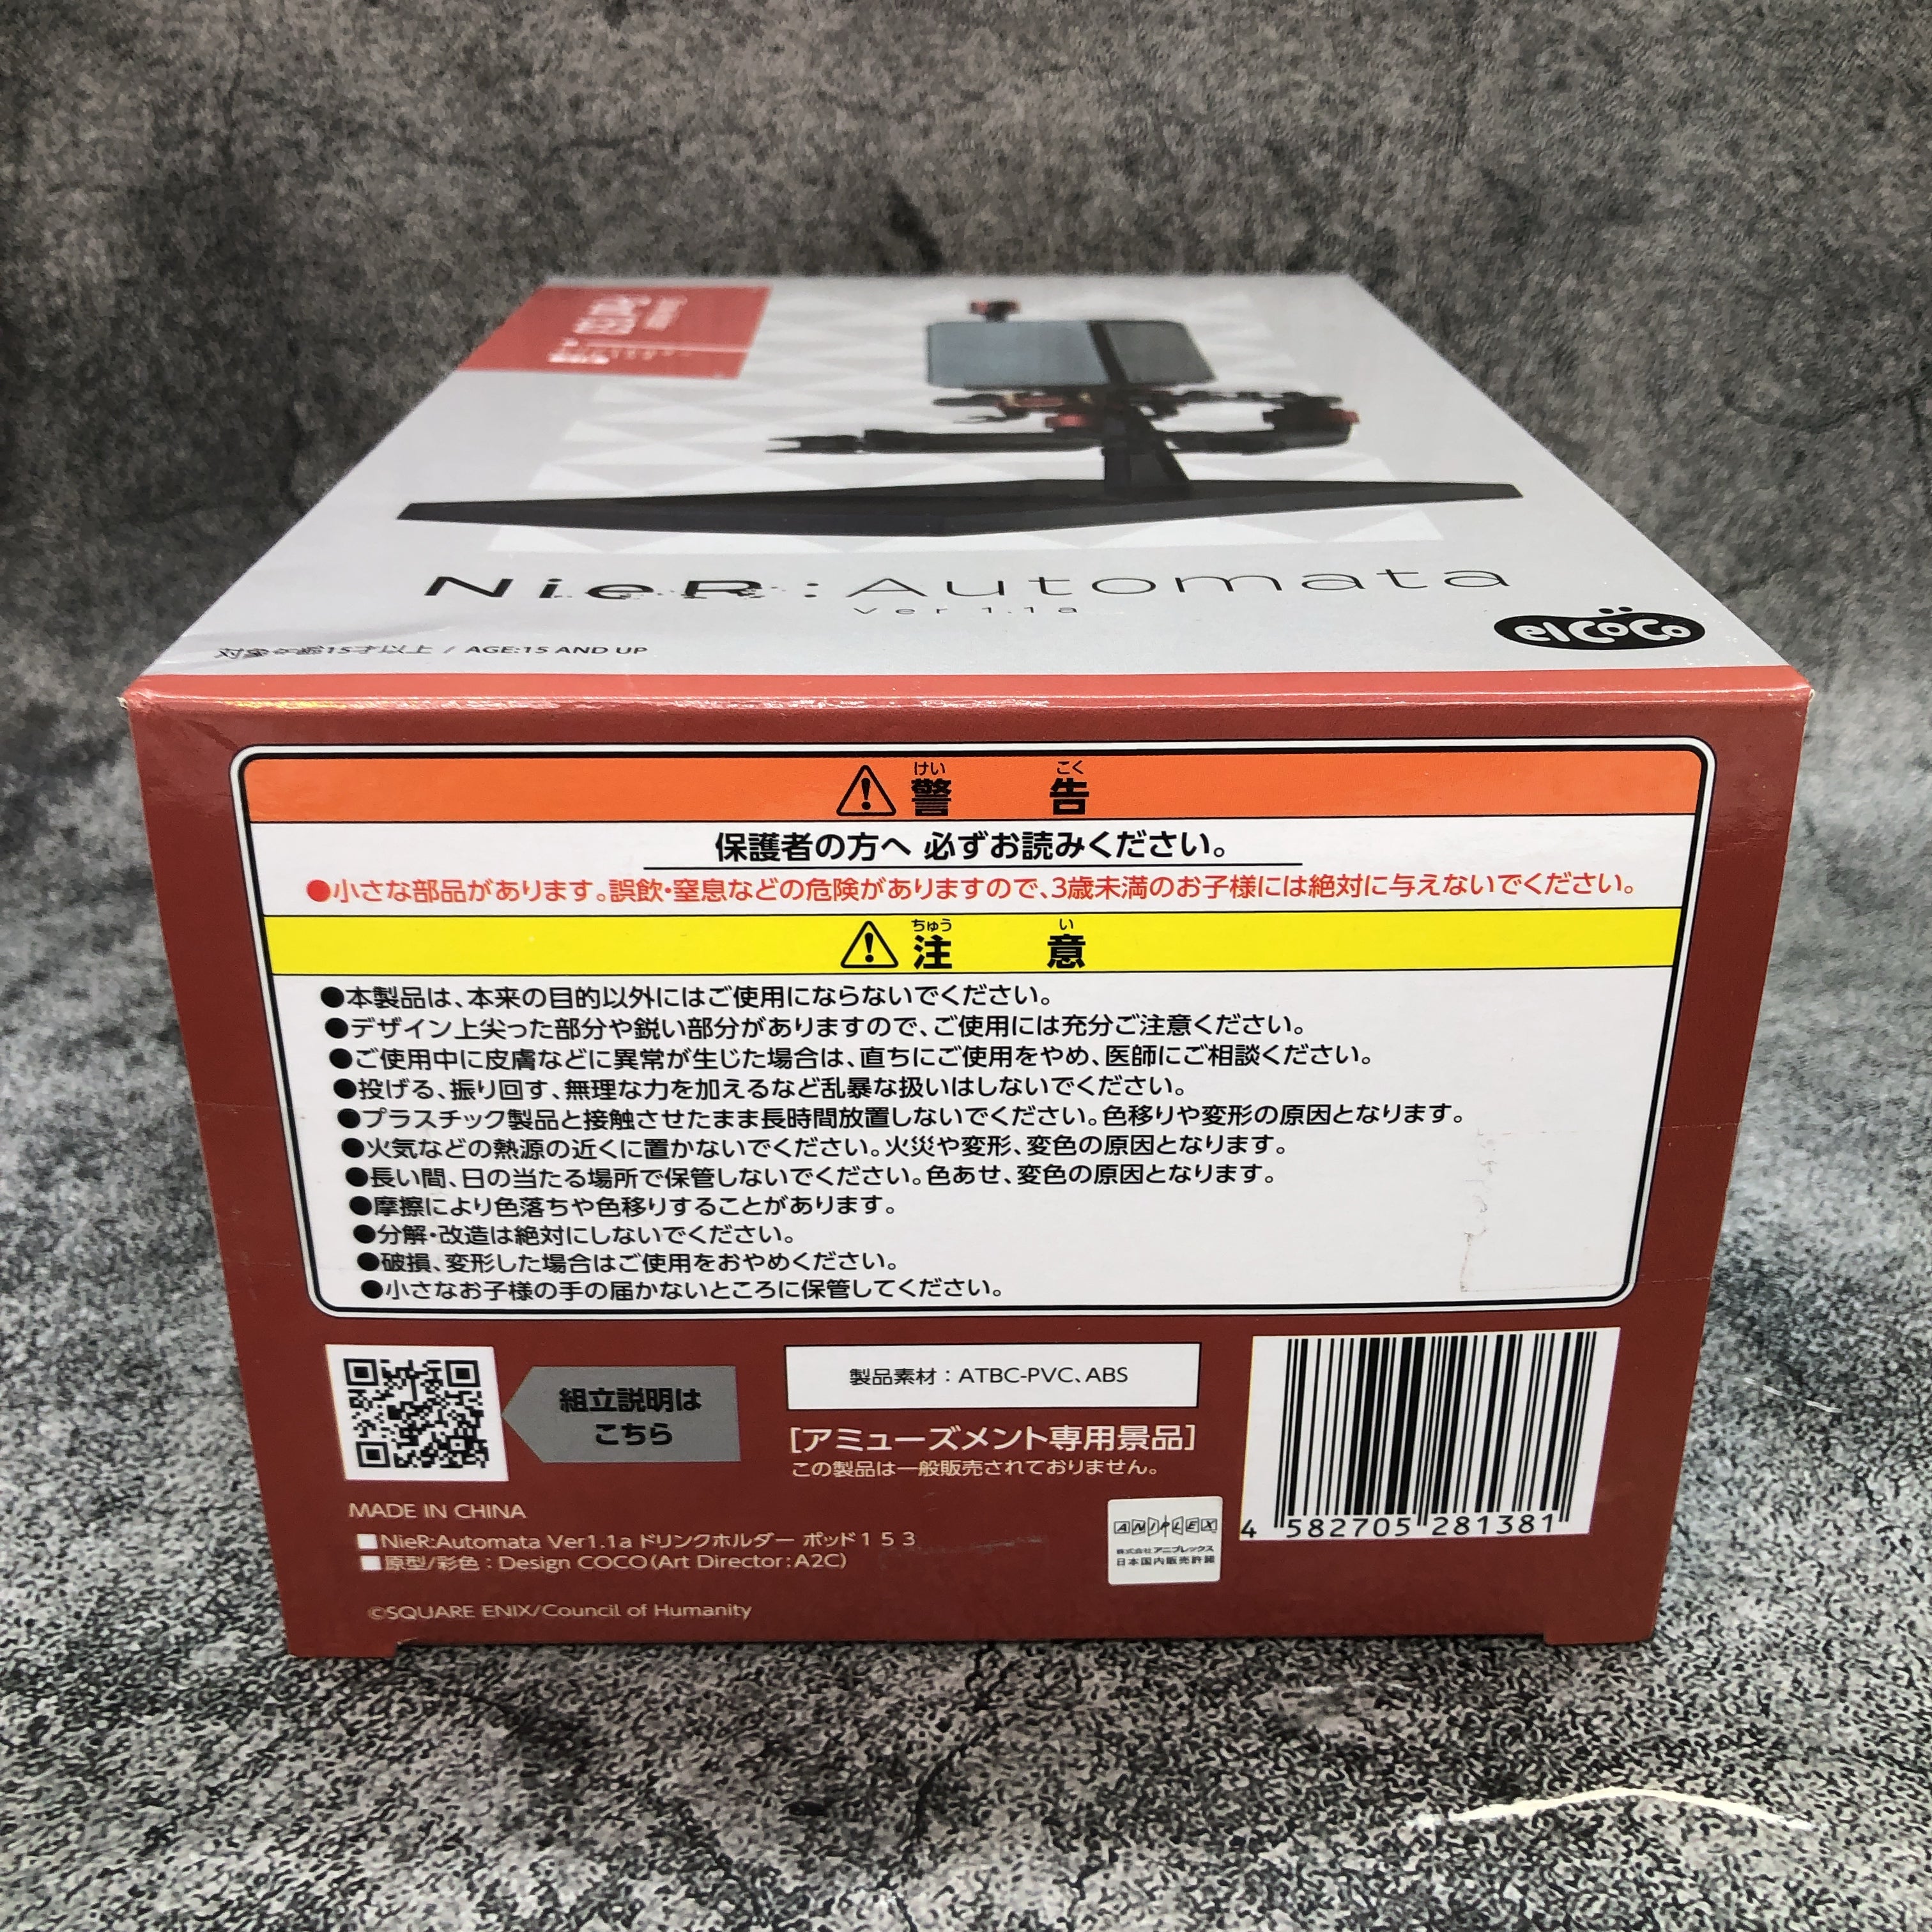 NieR:Automata
Ver 1.1a
elcoco
対象年齢15才以上 / AGE:15 AND UP
けい こく
警告
保護者の方へ 必ずお読みください。
●小さな部品があります。誤飲・窒息などの危険がありますので、3歳未満のお子様には絶対に与えないでください。
ちゅう い
注意
●本製品は、本来の目的以外にはご使用にならないでください。
●デザイン上尖った部分や鋭い部分がありますので、ご使用には充分ご注意ください。
●ご使用中に皮膚などに異常が生じた場合は、直ちにご使用をやめ、医師にご相談ください。
●投げる、振り回す、無理な力を加えるなど乱暴な扱いはしないでください。
●プラスチック製品と接触させたまま長時間放置しないでください。色移りや変形の原因となります。
●火気などの熱源の近くに置かないでください。火災や変形、変色の原因となります。
●長い間、日の当たる場所で保管しないでください。色あせ、変色の原因となります。
●摩擦により色落ちや色移りすることがあります。
●分解・改造は絶対にしないでください。
●破損、変形した場合はご使用をおやめください。
●小さなお子様の手の届かないところに保管してください。
組立説明は
こちら
製品素材：ATBC-PVC、ABS
[アミューズメント専用景品]
この製品は一般販売されておりません。
MADE IN CHINA
■NieR:Automata Ver1.1a ドリンクホルダー ポッド１５３
■原型/彩色：Design COCO（Art Director：A2C）
©SQUARE ENIX/Council of Humanity
ANIPLEX
株式会社アニプレックス
日本国内販売許諾
4 582705 281381